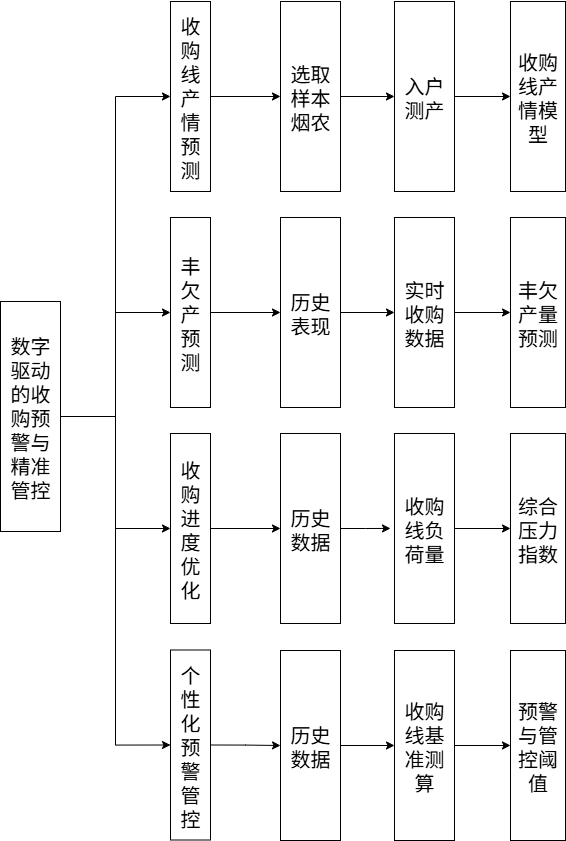 数字
驱动
的收
购预
警与
精准
管控
收
购
线
产
情
预
测
选取
样本
烟农
入户
测产
收购
线产
情模
型
丰
欠
产
预
测
历史
表现
实时
收购
数据
丰欠
产量
预测
收
购
进
度
优
化
历史
数据
收购
线负
荷量
综合
压力
指数
个
性
化
预
警
管
控
历史
数据
收购
线基
准测
算
预警
与管
控阈
值